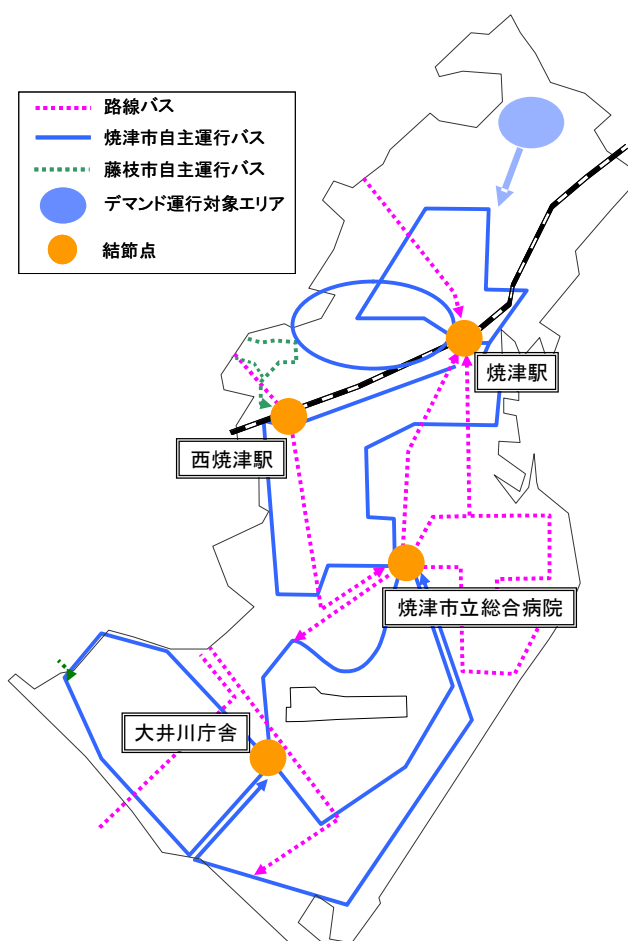 路線バス
焼津市自主運行バス
藤枝市自主運行バス
デマンド運行対象エリア
結節点
焼津駅
西焼津駅
焼津市立総合病院
大井川庁舎